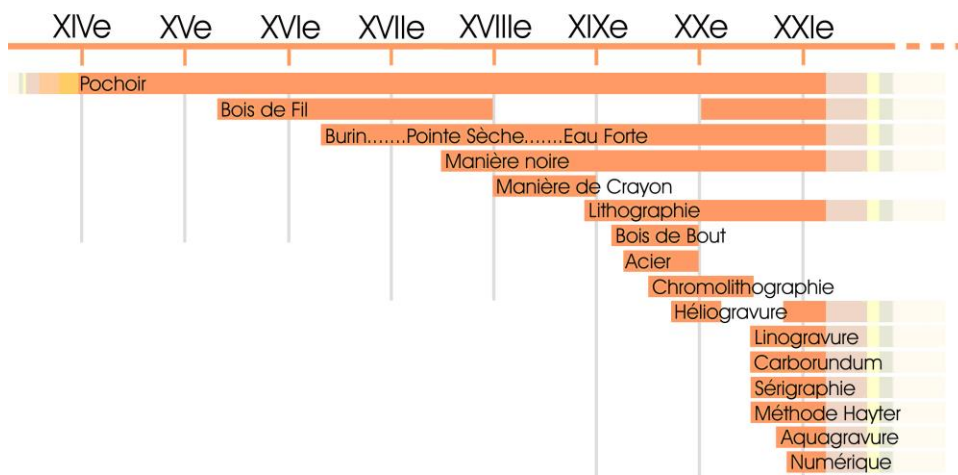 XIVe XVe XVIe XVIIe XVIIIe XIXe XXe XXIe
Pochoir
Bois de Fil
Burin.......Pointe Sèche.......Eau Forte
Manière noire
Manière de Crayon
Lithographie
Bois de Bout
Acier
Chromolithographie
Héliogravure
Linogravure
Carborundum
Sérigraphie
Méthode Hayter
Aquagravure
Numérique